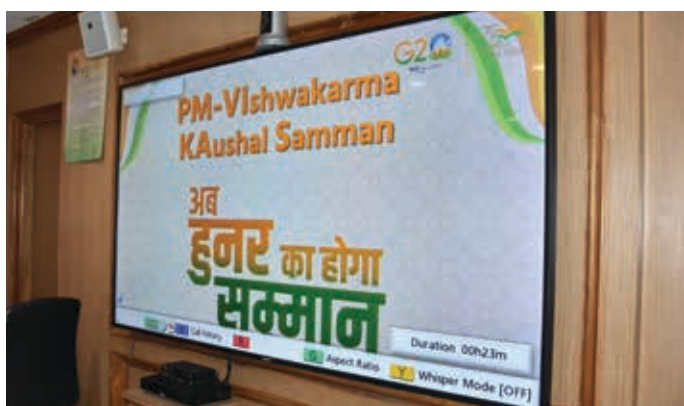 G20
PM-VIshwakarma
KAushal Samman
अब
हुनर का होगा
सम्मान
Duration 00h23m
Call history
G Aspect Ratio Y Whisper Mode [OFF]